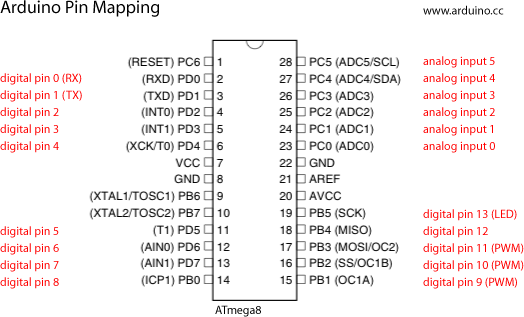 Arduino Pin Mapping www.arduino.cc
(RESET) PC6 1 28 PC5 (ADC5/SCL) analog input 5
digital pin 0 (RX) (RXD) PD0 2 27 PC4 (ADC4/SDA) analog input 4
digital pin 1 (TX) (TXD) PD1 3 26 PC3 (ADC3) analog input 3
digital pin 2 (INT0) PD2 4 25 PC2 (ADC2) analog input 2
digital pin 3 (INT1) PD3 5 24 PC1 (ADC1) analog input 1
digital pin 4 (XCK/T0) PD4 6 23 PC0 (ADC0) analog input 0
VCC 7 22 GND
GND 8 21 AREF
(XTAL1/TOSC1) PB6 9 20 AVCC
(XTAL2/TOSC2) PB7 10 19 PB5 (SCK) digital pin 13 (LED)
digital pin 5 (T1) PD5 11 18 PB4 (MISO) digital pin 12
digital pin 6 (AIN0) PD6 12 17 PB3 (MOSI/OC2) digital pin 11 (PWM)
digital pin 7 (AIN1) PD7 13 16 PB2 (SS/OC1B) digital pin 10 (PWM)
digital pin 8 (ICP1) PB0 14 15 PB1 (OC1A) digital pin 9 (PWM)
ATmega8